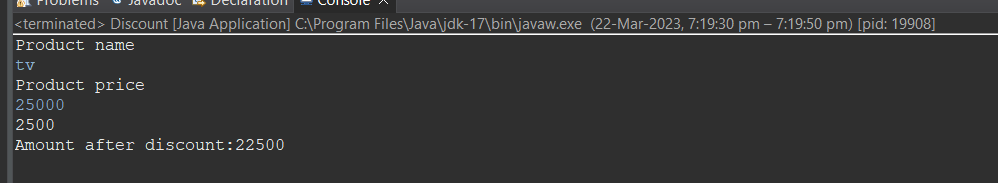 Problems Javadoc Declaration Console
<terminated> Discount [Java Application] C:\Program Files\Java\jdk-17\bin\javaw.exe (22-Mar-2023, 7:19:30 pm – 7:19:50 pm) [pid: 19908]
Product name
tv
Product price
25000
2500
Amount after discount:22500